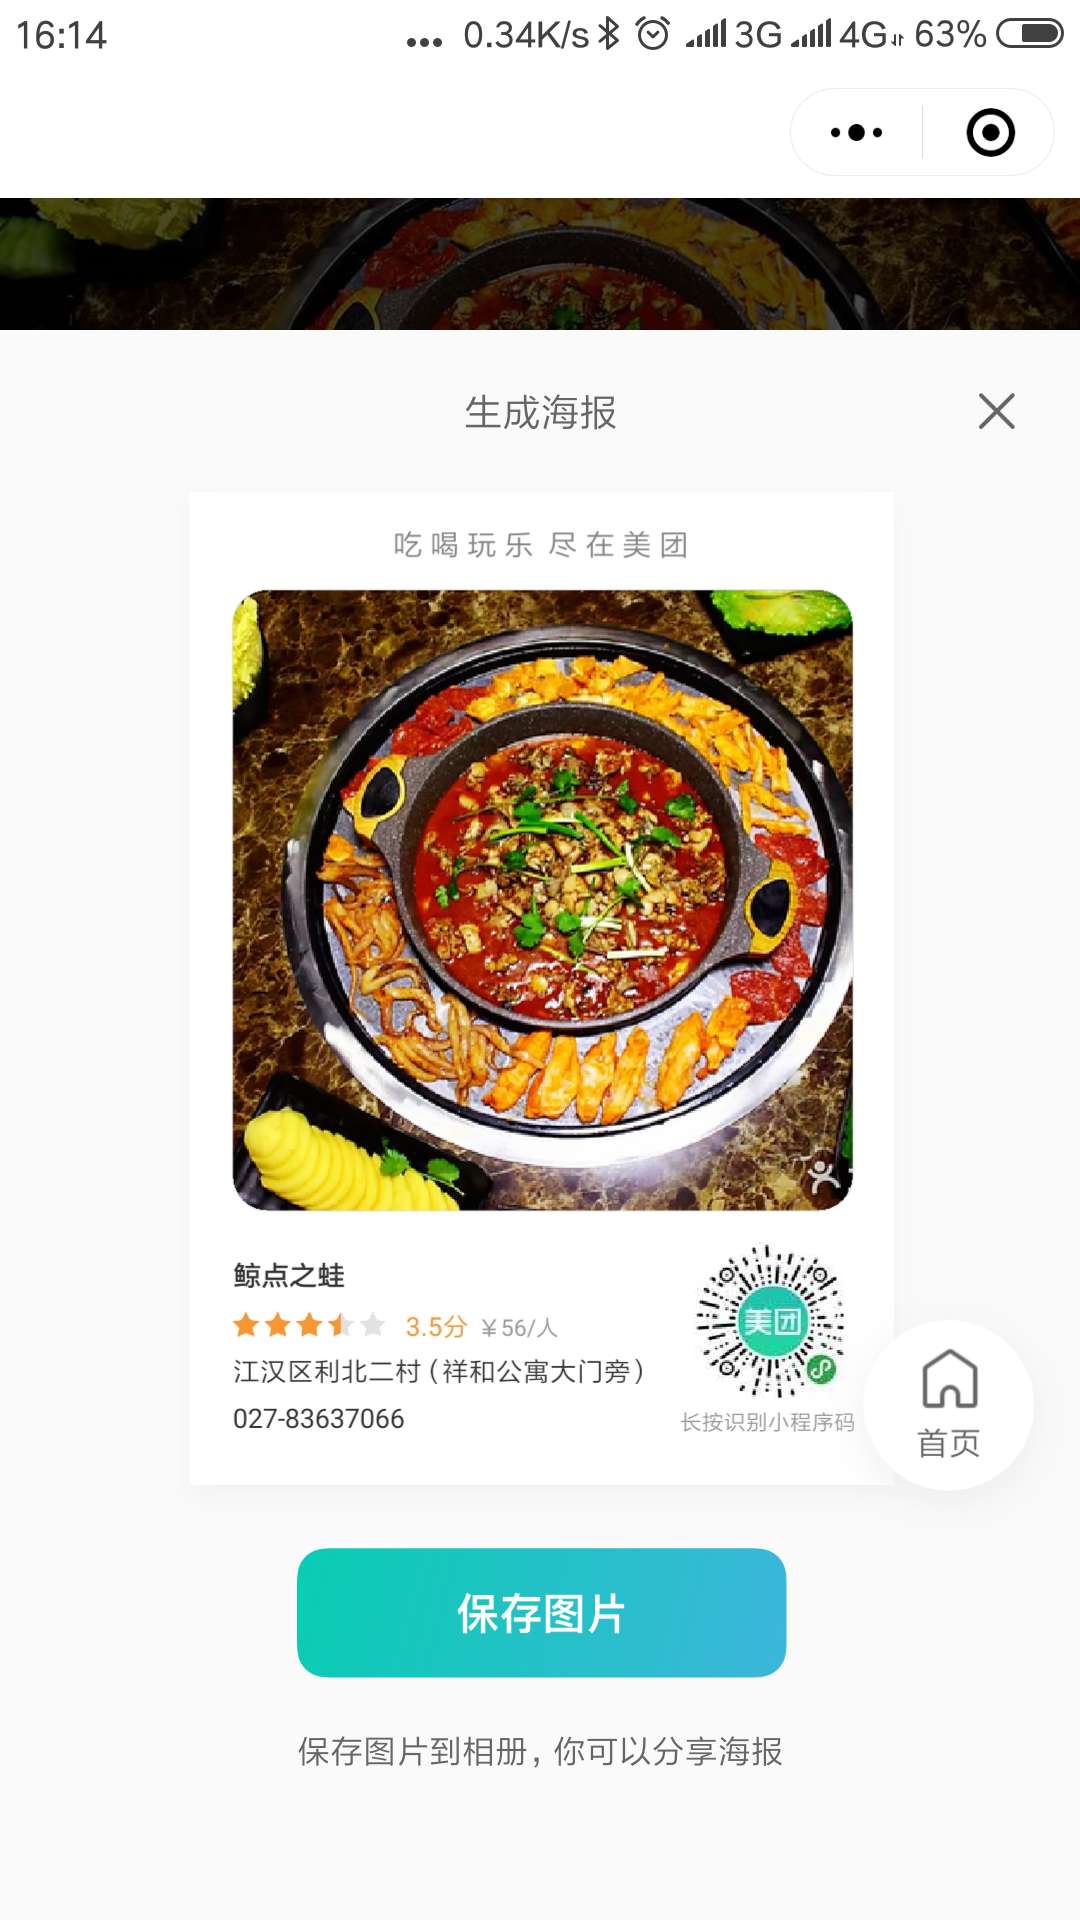 16:14
... 0.34K/s 3G 4G 63%
生成海报
吃喝玩乐 尽在美团
鲸点之蛙
3.5分 ¥56/人
江汉区利北二村（祥和公寓大门旁）
027-83637066
美团
长按识别小程序码
首页
保存图片
保存图片到相册，你可以分享海报